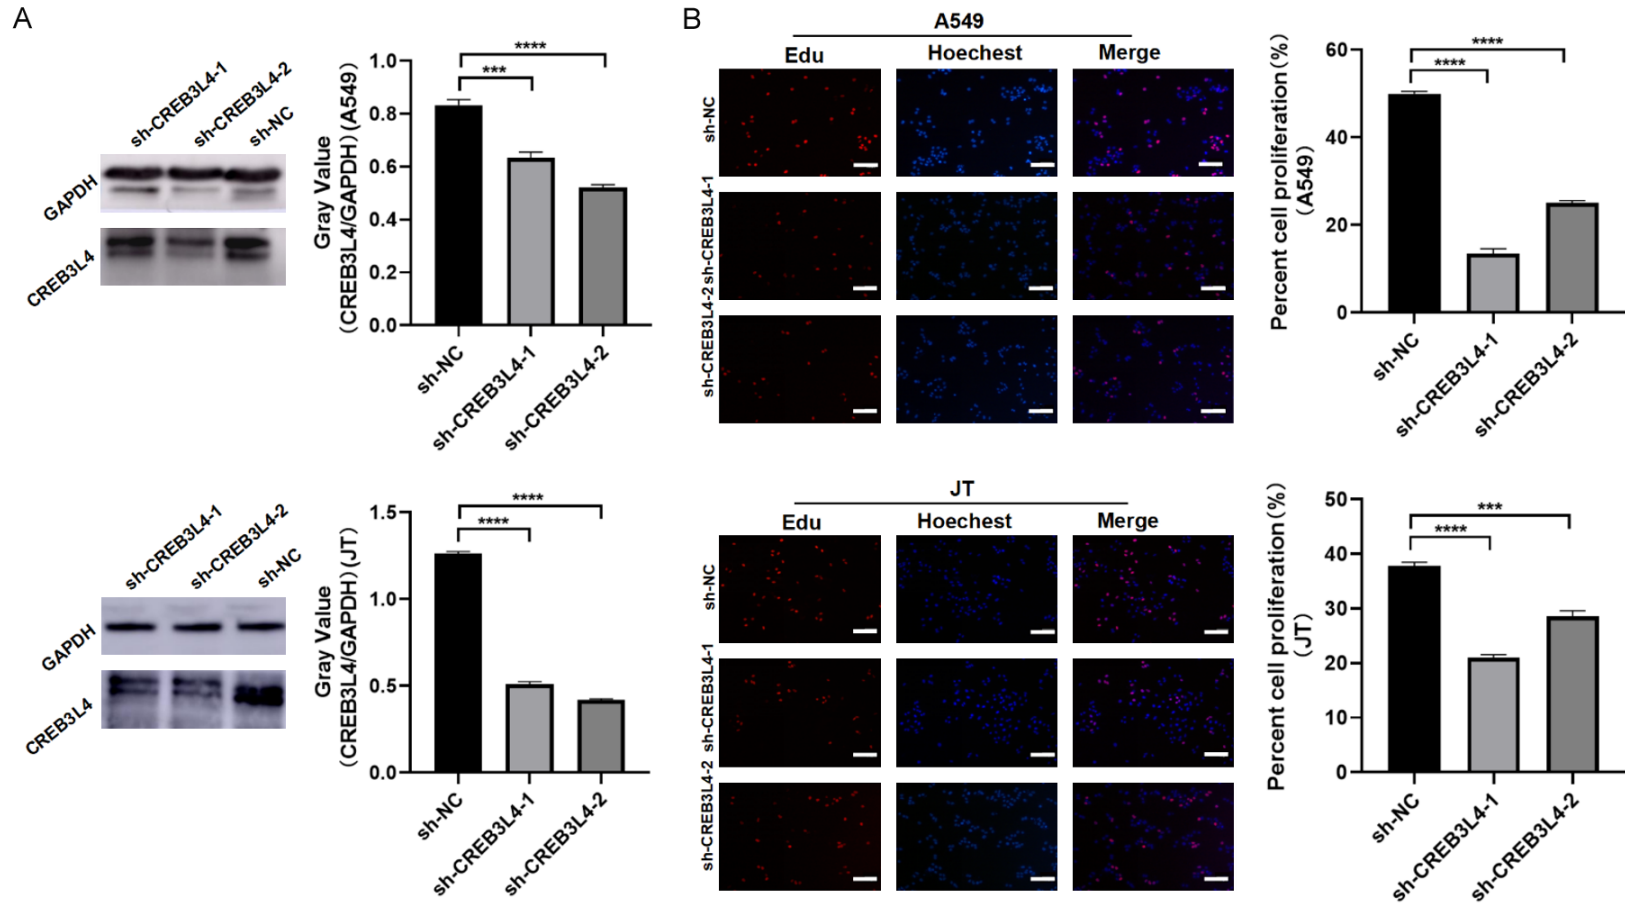 A
sh-CREB3L4-1
sh-CREB3L4-2
sh-NC
GAPDH
CREB3L4
Gray Value
(CREB3L4/GAPDH)(A549)
1.0
0.8
0.6
0.4
0.2
0.0
****
***
sh-NC
sh-CREB3L4-1
sh-CREB3L4-2
sh-CREB3L4-1
sh-CREB3L4-2
sh-NC
GAPDH
CREB3L4
Gray Value
(CREB3L4/GAPDH)(JT)
1.5
1.0
0.5
0.0
****
****
sh-NC
sh-CREB3L4-1
sh-CREB3L4-2
B
A549
Edu Hoechest Merge
sh-NC
sh-CREB3L4-1
sh-CREB3L4-2
Percent cell proliferation(%)
(A549)
60
40
20
0
****
****
sh-NC
sh-CREB3L4-1
sh-CREB3L4-2
JT
Edu Hoechest Merge
sh-NC
sh-CREB3L4-1
sh-CREB3L4-2
Percent cell proliferation(%)
(JT)
50
40
30
20
10
0
***
****
sh-NC
sh-CREB3L4-1
sh-CREB3L4-2